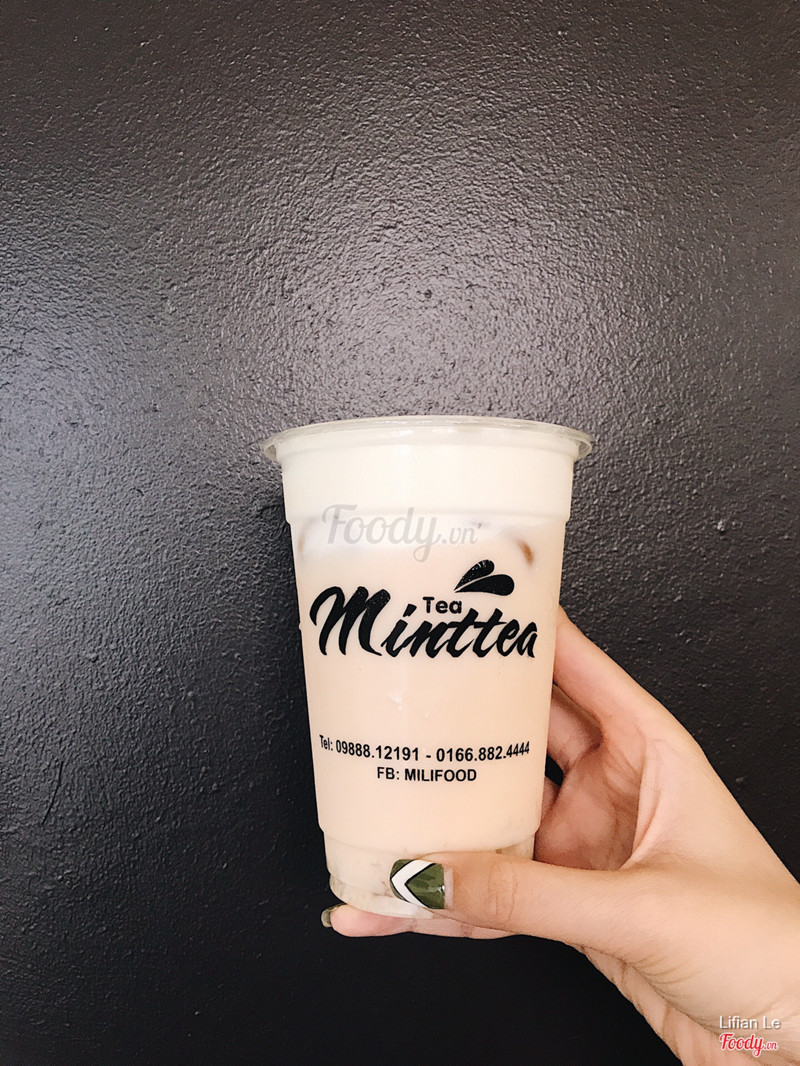 Foody.vn
Tea
Minttea
Tel: 09888.12191 - 0166.882.4444
FB: MILIFOOD
Lifian Le
Foody.vn